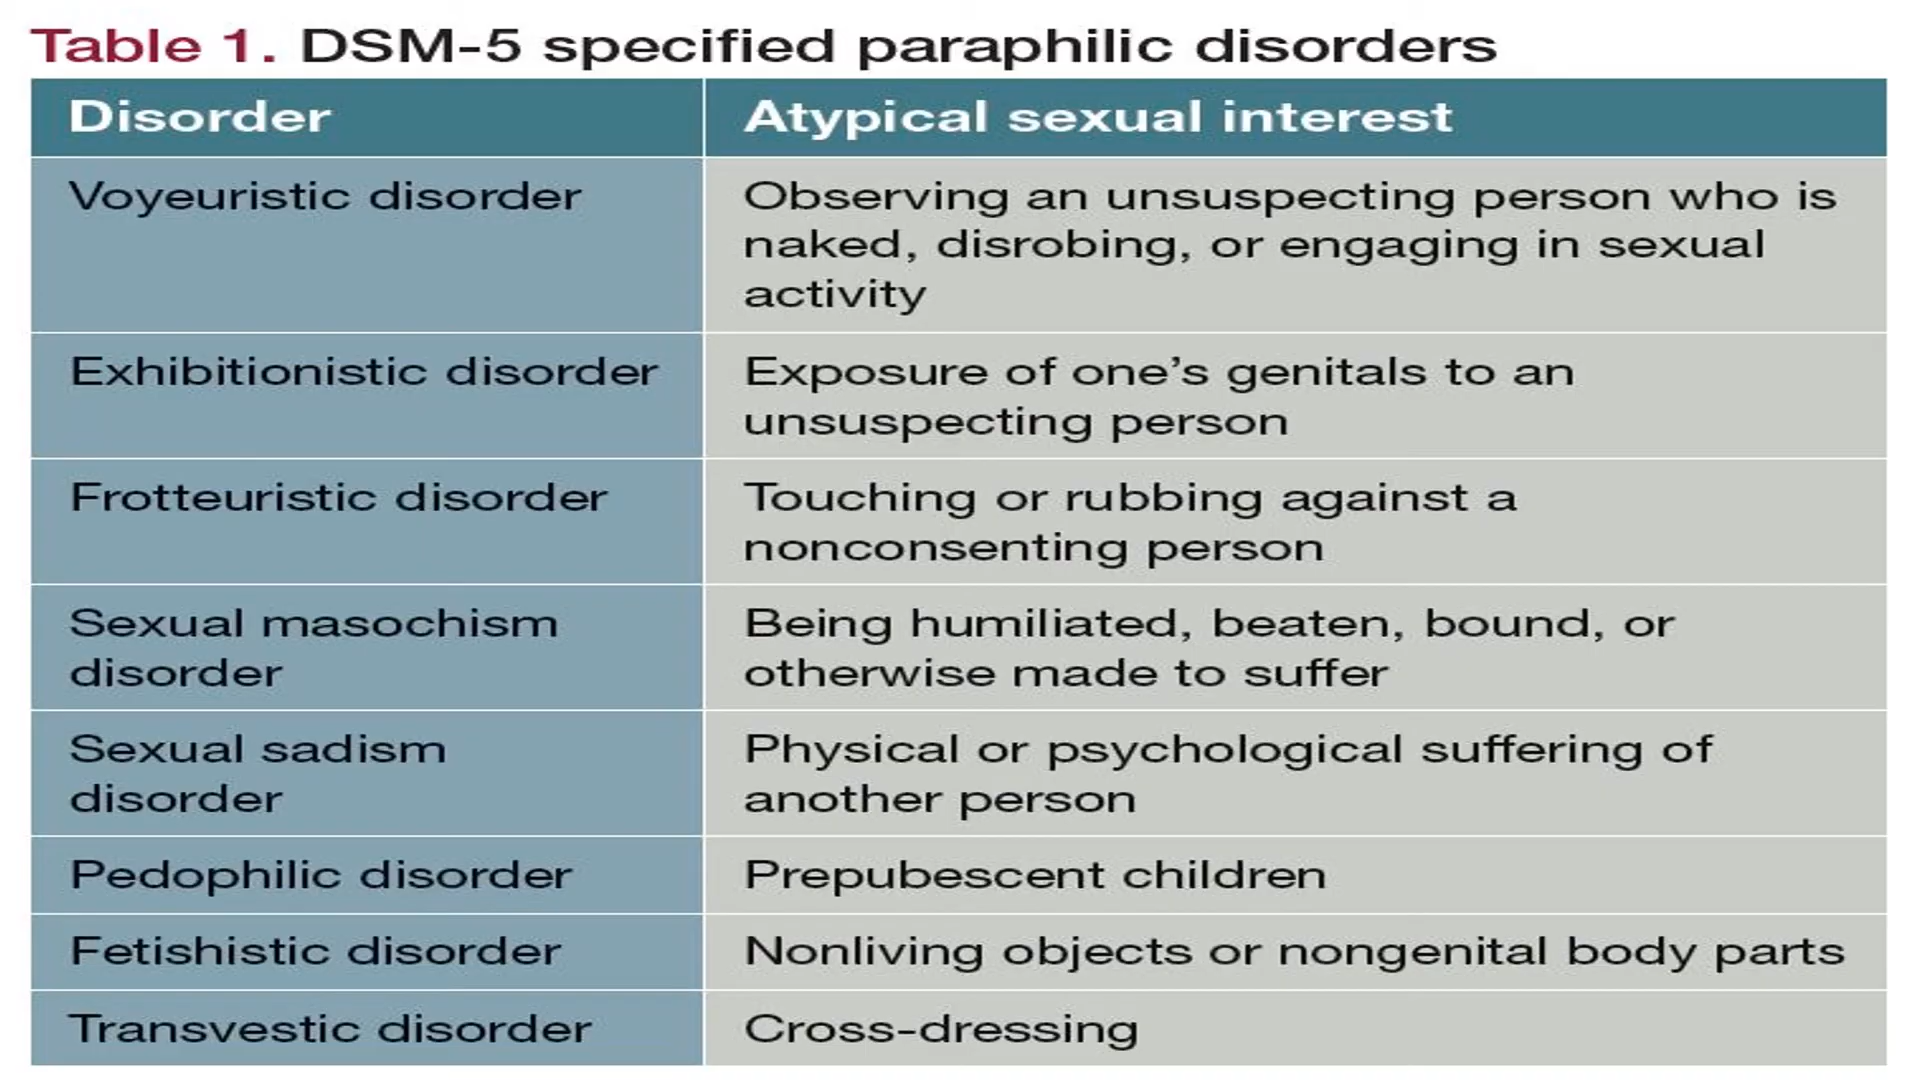 Table 1. DSM-5 specified paraphilic disorders
Disorder
Atypical sexual interest
Voyeuristic disorder
Observing an unsuspecting person who is
naked, disrobing, or engaging in sexual
activity
Exhibitionistic disorder
Exposure of one’s genitals to an
unsuspecting person
Frotteuristic disorder
Touching or rubbing against a
nonconsenting person
Sexual masochism
disorder
Being humiliated, beaten, bound, or
otherwise made to suffer
Sexual sadism
disorder
Physical or psychological suffering of
another person
Pedophilic disorder
Prepubescent children
Fetishistic disorder
Nonliving objects or nongenital body parts
Transvestic disorder
Cross-dressing